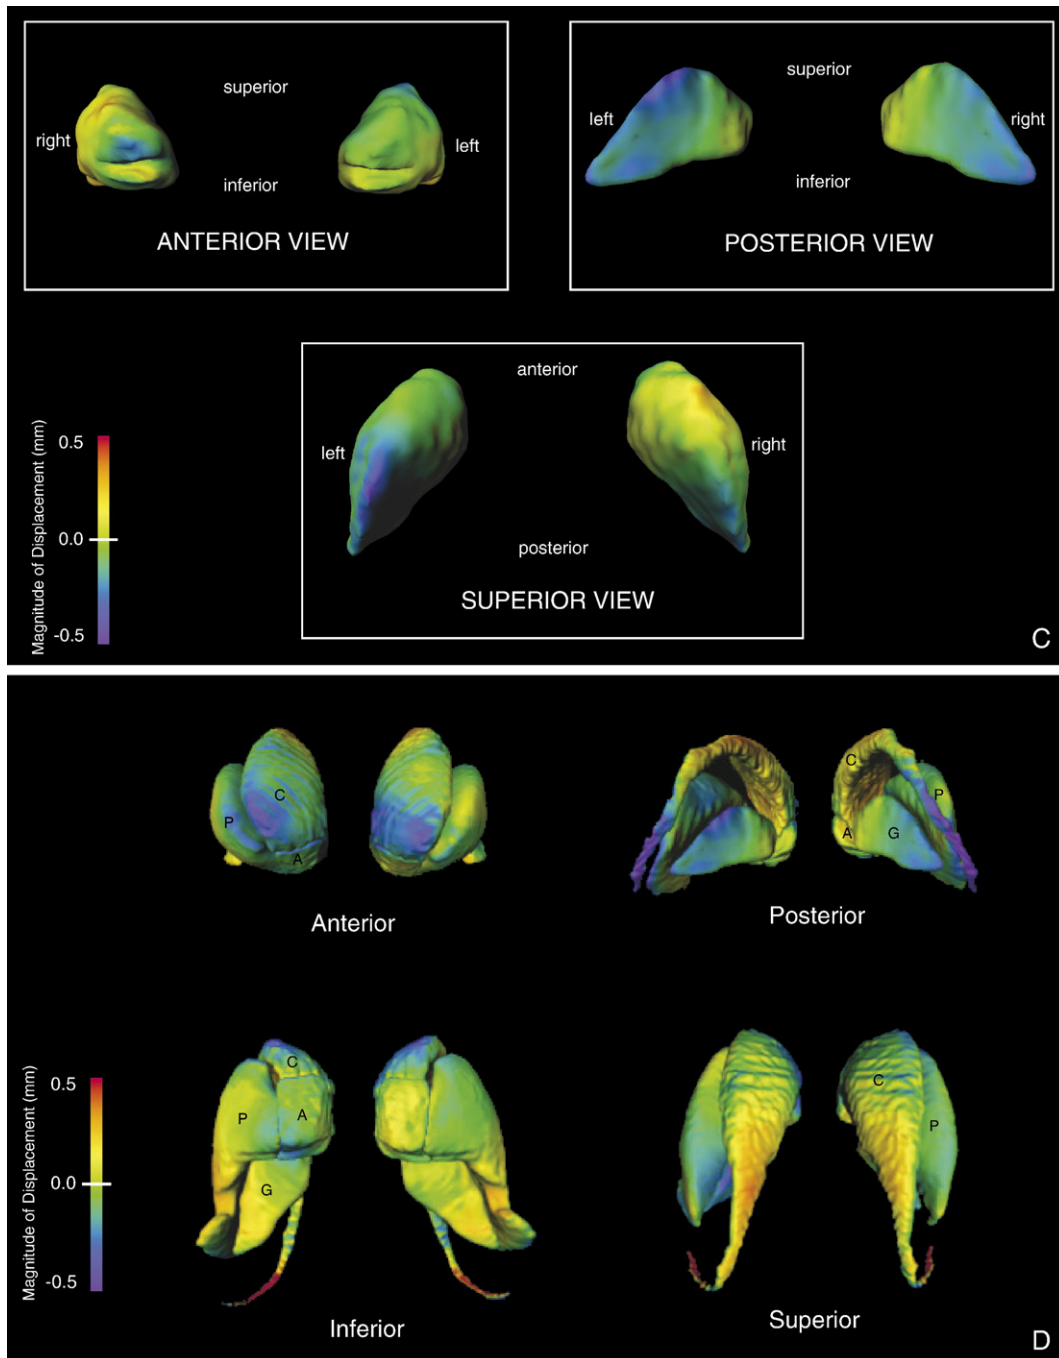 superior
right
left
inferior
ANTERIOR VIEW
superior
left
right
inferior
POSTERIOR VIEW
anterior
left
right
posterior
SUPERIOR VIEW
Magnitude of Displacement (mm)
0.5
0.0
-0.5
C
C
P
A
Anterior
C
P
A
G
Posterior
C
P
A
G
Inferior
C
P
Superior
Magnitude of Displacement (mm)
0.5
0.0
-0.5
D